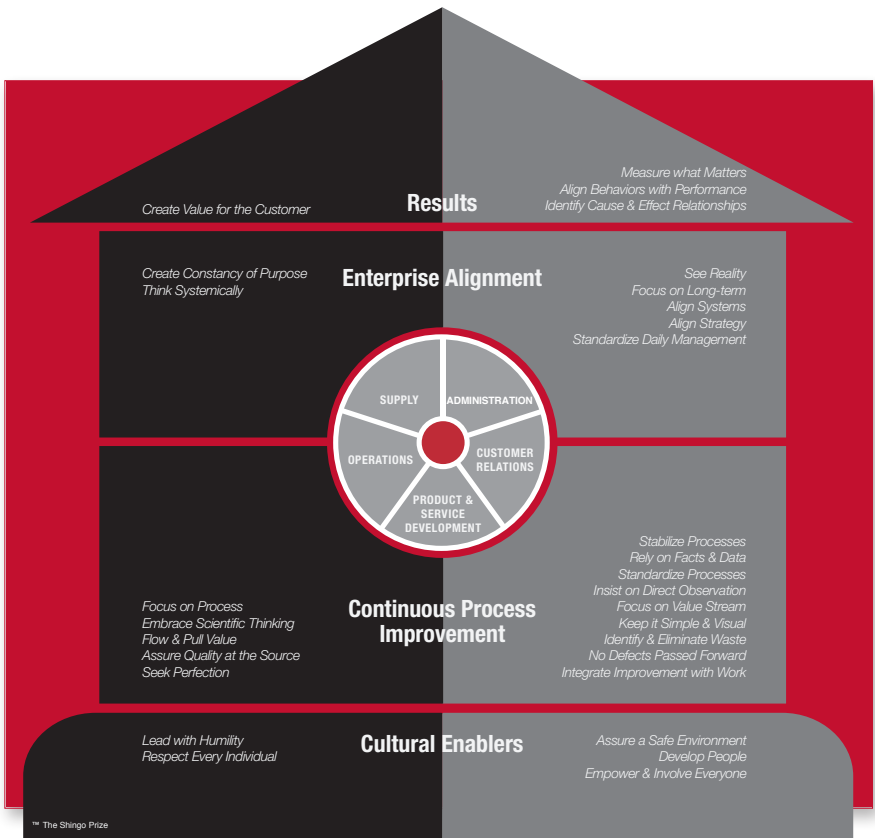 Results
Create Value for the Customer
Measure what Matters
Align Behaviors with Performance
Identify Cause & Effect Relationships
Enterprise Alignment
Create Constancy of Purpose
Think Systemically
See Reality
Focus on Long-term
Align Systems
Align Strategy
Standardize Daily Management
SUPPLY
ADMINISTRATION
OPERATIONS
CUSTOMER
RELATIONS
PRODUCT &
SERVICE
DEVELOPMENT
Continuous Process
Improvement
Focus on Process
Embrace Scientific Thinking
Flow & Pull Value
Assure Quality at the Source
Seek Perfection
Stabilize Processes
Rely on Facts & Data
Standardize Processes
Insist on Direct Observation
Focus on Value Stream
Keep it Simple & Visual
Identify & Eliminate Waste
No Defects Passed Forward
Integrate Improvement with Work
Cultural Enablers
Lead with Humility
Respect Every Individual
Assure a Safe Environment
Develop People
Empower & Involve Everyone
™ The Shingo Prize